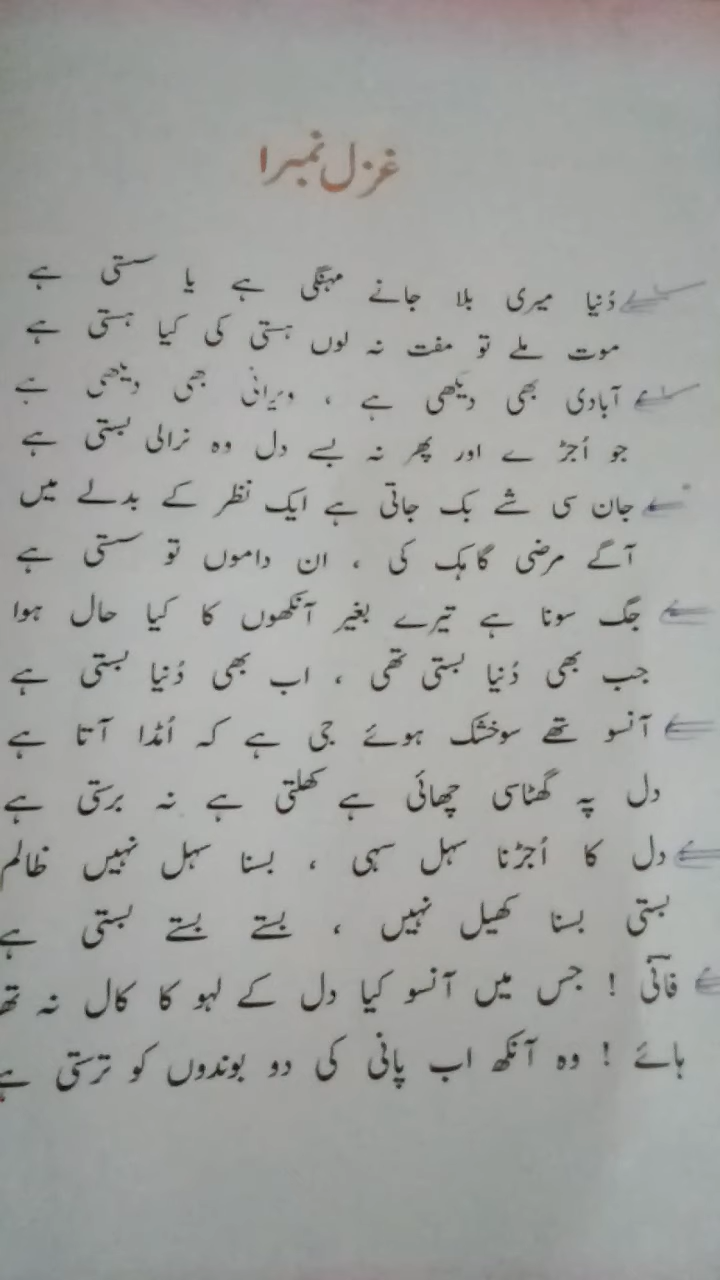 غزل نمبر ۱
دُنیا میری بلا جانے مہنگی ہے یا سستی ہے
موت ملے تو مفت نہ لوں ہستی کی کیا ہستی ہے
آبادی بھی دیکھی ہے ، ویرانی بھی دیکھی ہے
جو اُجڑے اور پھر نہ بسے دل وہ نرالی بستی ہے
جان سی شے بک جاتی ہے ایک نظر کے بدلے میں
آگے مرضی گاہک کی ، ان داموں تو سستی ہے
جگ سونا ہے تیرے بغیر آنکھوں کا کیا حال ہوا
جب بھی دُنیا بستی تھی ، اب بھی دُنیا بستی ہے
آنسو تھے سو خشک ہوئے جی ہے کہ اُمڈا آتا ہے
دل پہ گھٹا سی چھائی ہے کھلتی ہے نہ برستی ہے
دل کا اُجڑنا سہل سہی ، بسنا سہل نہیں ظالم
بستی بسنا کھیل نہیں ، بستے بستے بستی ہے
فانی ! جس میں آنسو کیا دل کے لہو کا کال نہ تھا
ہائے ! وہ آنکھ اب پانی کی دو بوندوں کو ترستی ہے